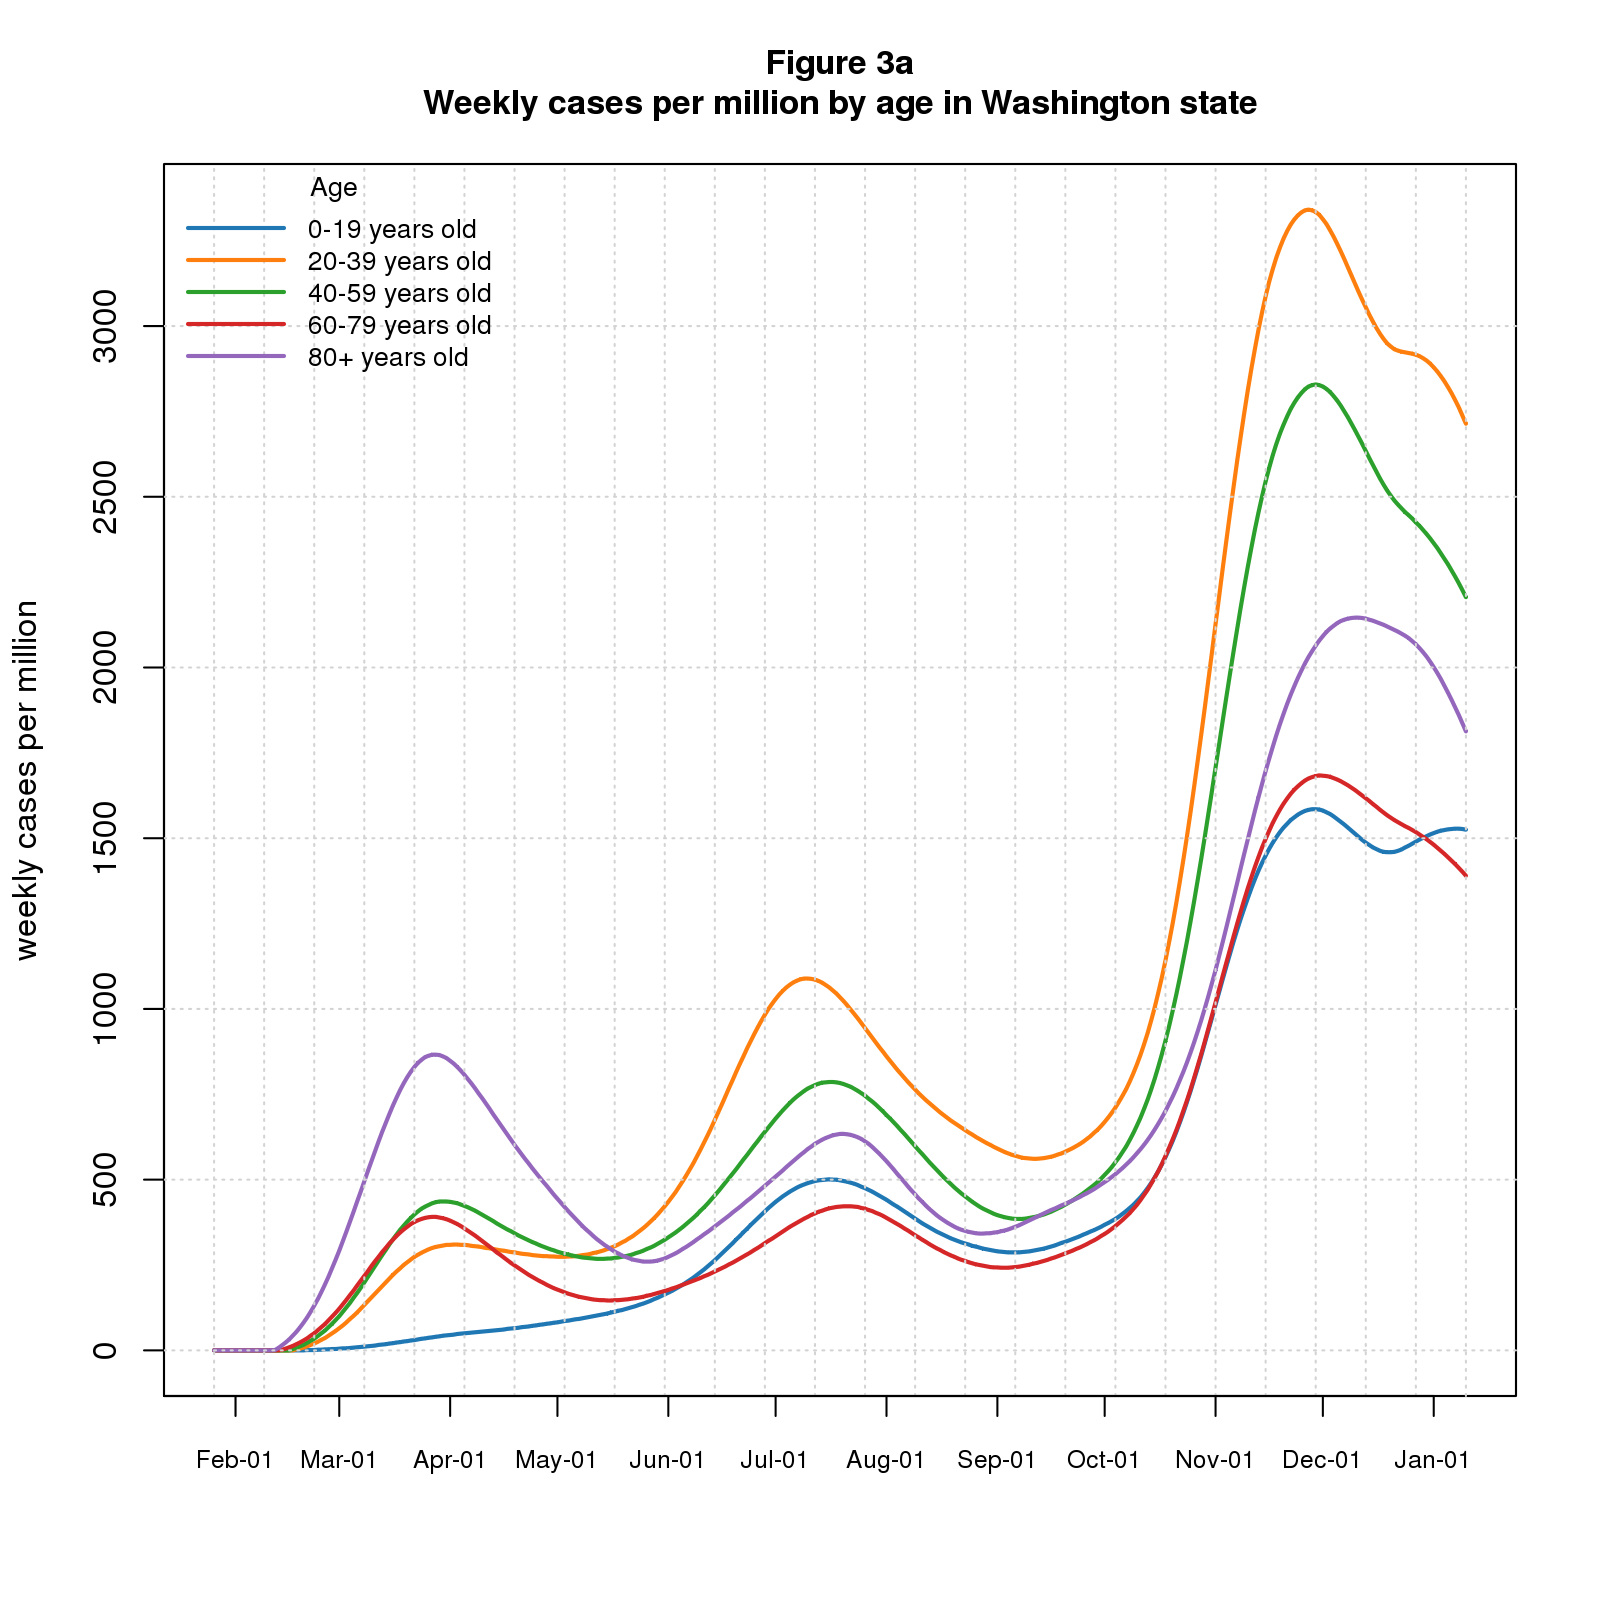 Figure 3a
Weekly cases per million by age in Washington state
Age
0-19 years old
20-39 years old
40-59 years old
60-79 years old
80+ years old
weekly cases per million
3000
2500
2000
1500
1000
500
0
Feb-01 Mar-01 Apr-01 May-01 Jun-01 Jul-01 Aug-01 Sep-01 Oct-01 Nov-01 Dec-01 Jan-01